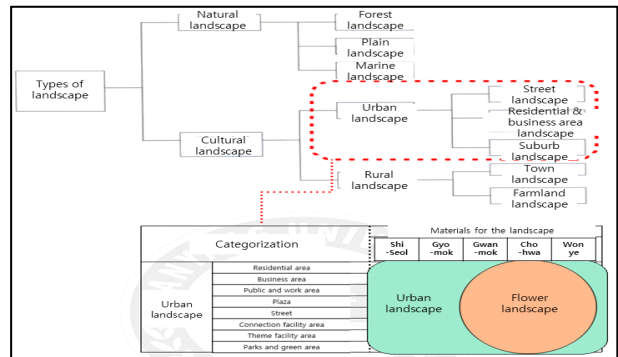 Natural
landscape
Forest
landscape
Plain
landscape
Marine
landscape
Types of
landscape
Cultural
landscape
Urban
landscape
Street
landscape
Residential &
business area
landscape
Suburb
landscape
Rural
landscape
Town
landscape
Farmland
landscape
Categorization
Materials for the landscape
Shi
-Seol
Gyo
-mok
Gwan
-mok
Cho
-hwa
Won
ye
Urban
landscape
Residential area
Business area
Public and work area
Plaza
Street
Connection facility area
Theme facility area
Parks and green area
Urban
landscape
Flower
landscape